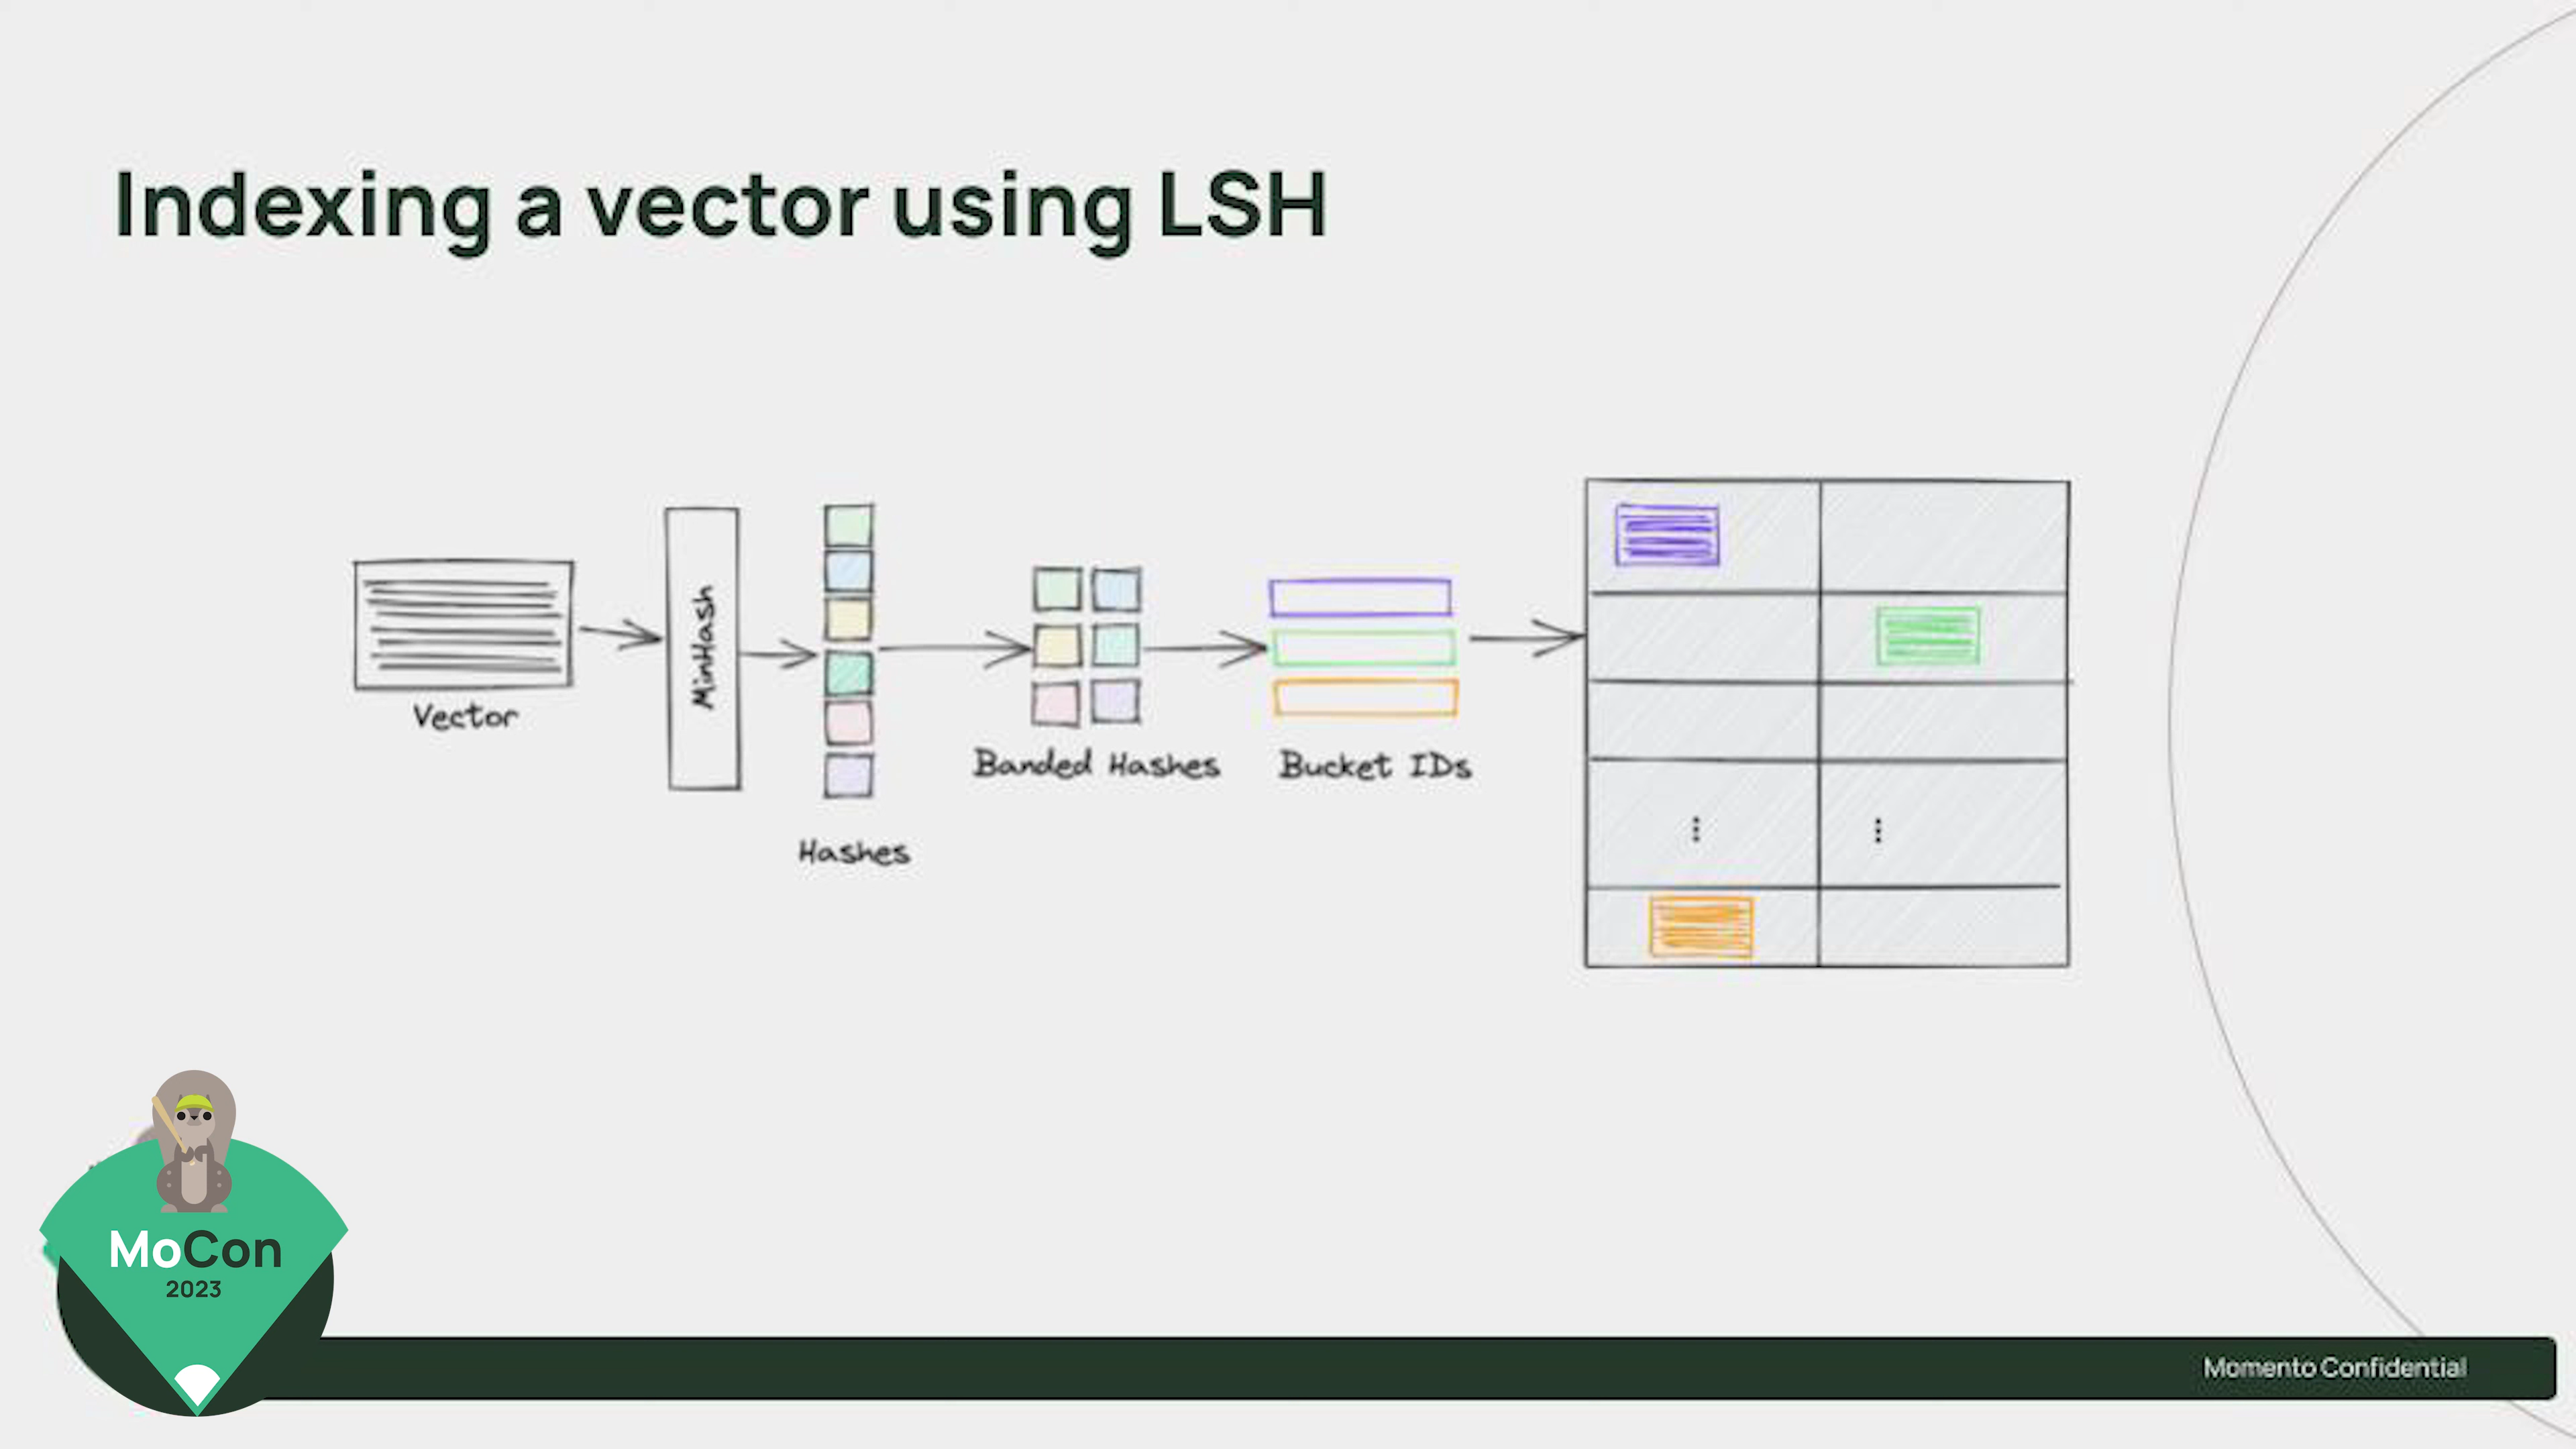 Indexing a vector using LSH
Vector
MinHash
Hashes
Banded Hashes
Bucket IDs
MoCon
2023
Momento Confidential